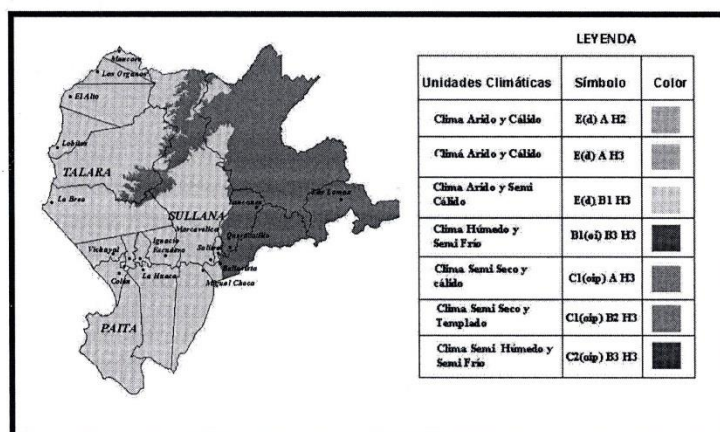 LEYENDA
Unidades Climáticas Símbolo Color
Clima Arido y Cálido E(d) A H2
Climá Arido y Cálido E(d) A H3
Clima Arido y Semi
Cálido E(d) B1 H3
Clima Húmedo y
Semi Frío B1(oi) B3 H3
Clima Semi Seco y
cálido C1(oip) A H3
Clima Semi Seco y
Templado C1(oip) B2 H3
Clima Semi Húmedo y
Semi Frío C2(oip) B3 H3
Mancora
Los Organos
El Alto
Lobitos
TALARA
La Brea
SULLANA
Marcavelica
Lancones
Las Lomas
Querecotillo
Vichayal
Ignacio
Escudero
Salitral
Bellavista
Miguel Checa
La Huaca
Colan
PAITA